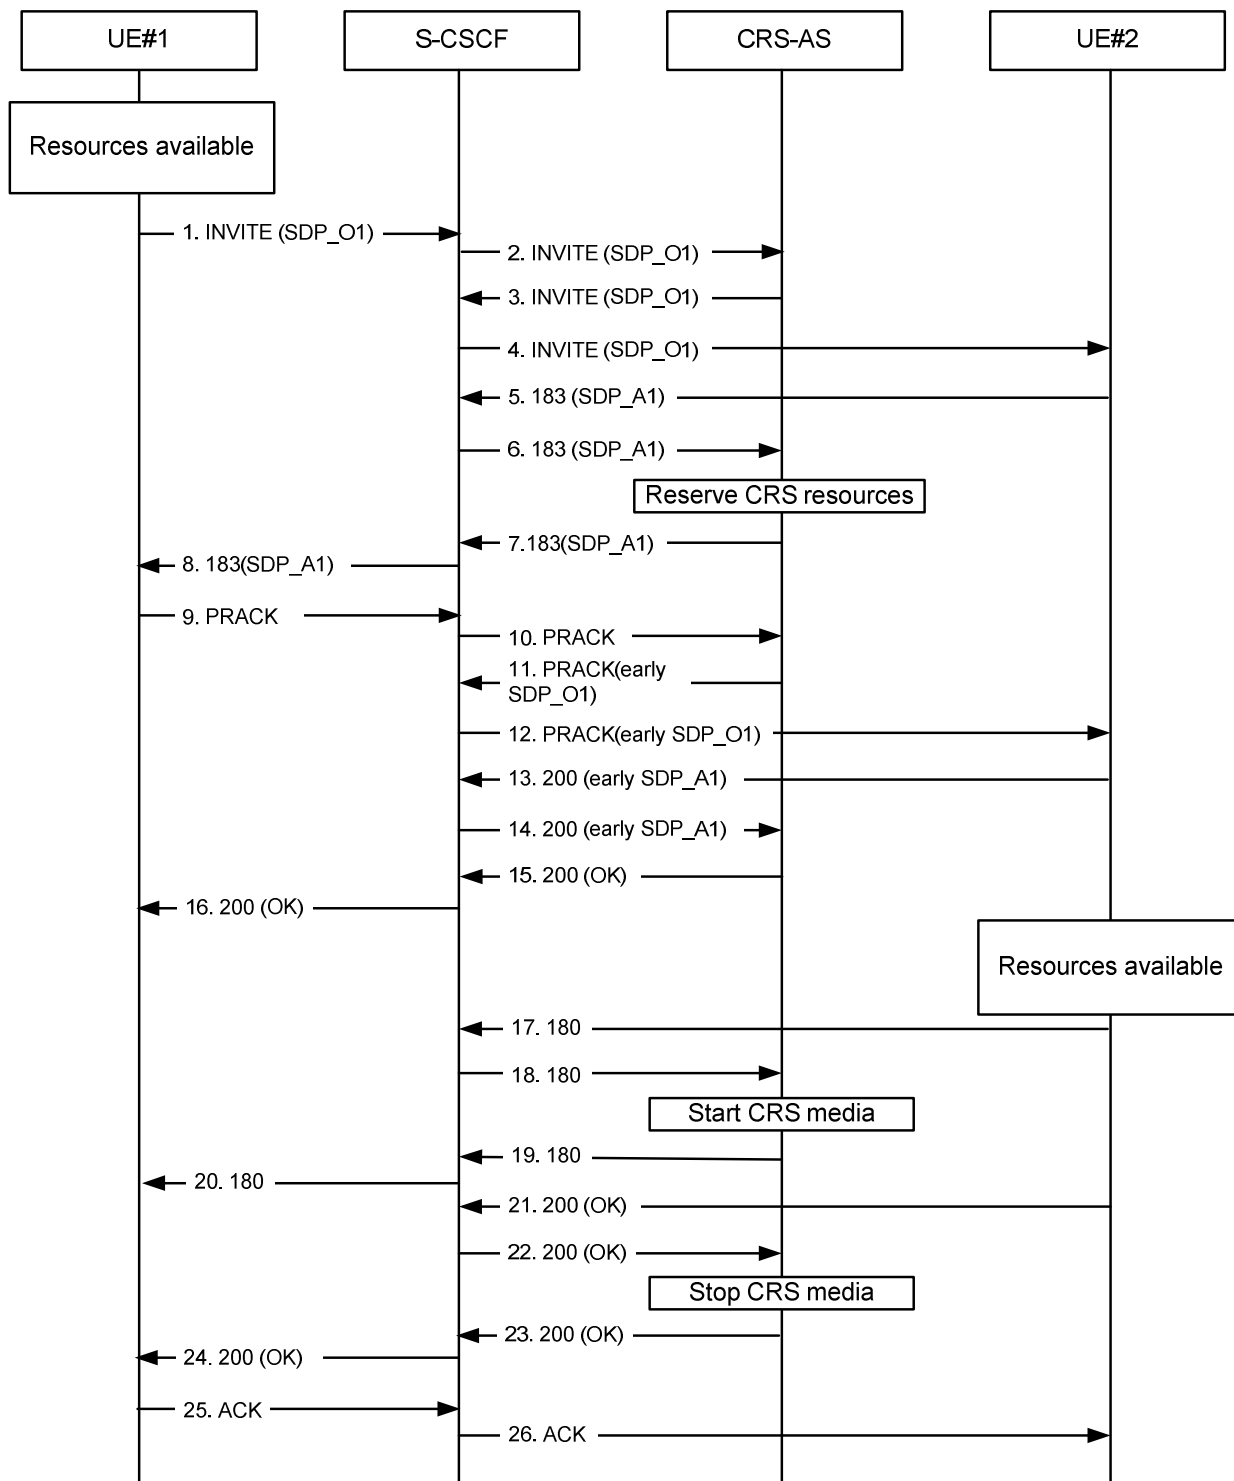 UE#1
S-CSCF
CRS-AS
UE#2
Resources available
1. INVITE (SDP_O1)
2. INVITE (SDP_O1)
3. INVITE (SDP_O1)
4. INVITE (SDP_O1)
5. 183 (SDP_A1)
6. 183 (SDP_A1)
Reserve CRS resources
7.183(SDP_A1)
8. 183(SDP_A1)
9. PRACK
10. PRACK
11. PRACK(early
SDP_O1)
12. PRACK(early SDP_O1)
13. 200 (early SDP_A1)
14. 200 (early SDP_A1)
15. 200 (OK)
16. 200 (OK)
Resources available
17. 180
18. 180
Start CRS media
19. 180
20. 180
21. 200 (OK)
22. 200 (OK)
Stop CRS media
23. 200 (OK)
24. 200 (OK)
25. ACK
26. ACK